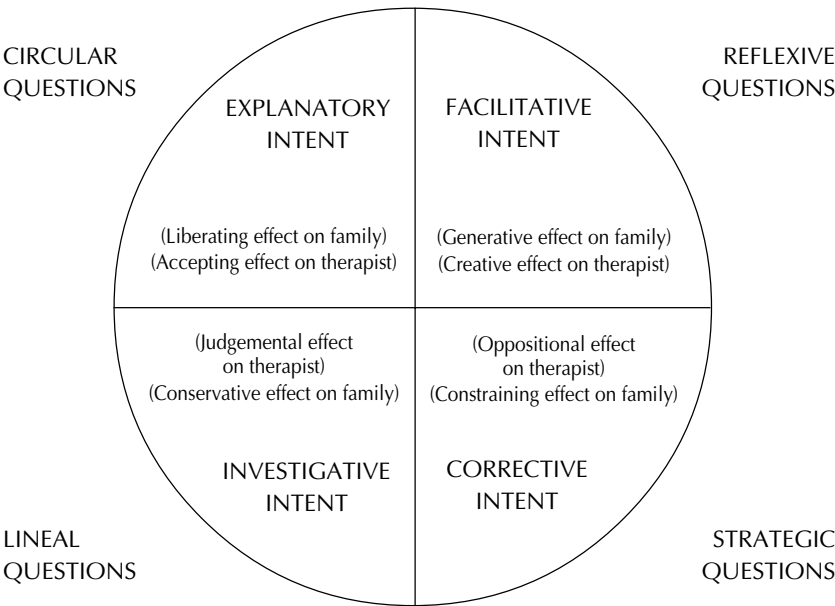 CIRCULAR
QUESTIONS
REFLEXIVE
QUESTIONS
EXPLANATORY
INTENT
FACILITATIVE
INTENT
(Liberating effect on family)
(Accepting effect on therapist)
(Generative effect on family)
(Creative effect on therapist)
(Judgemental effect
on therapist)
(Conservative effect on family)
(Oppositional effect
on therapist)
(Constraining effect on family)
INVESTIGATIVE
INTENT
CORRECTIVE
INTENT
LINEAL
QUESTIONS
STRATEGIC
QUESTIONS